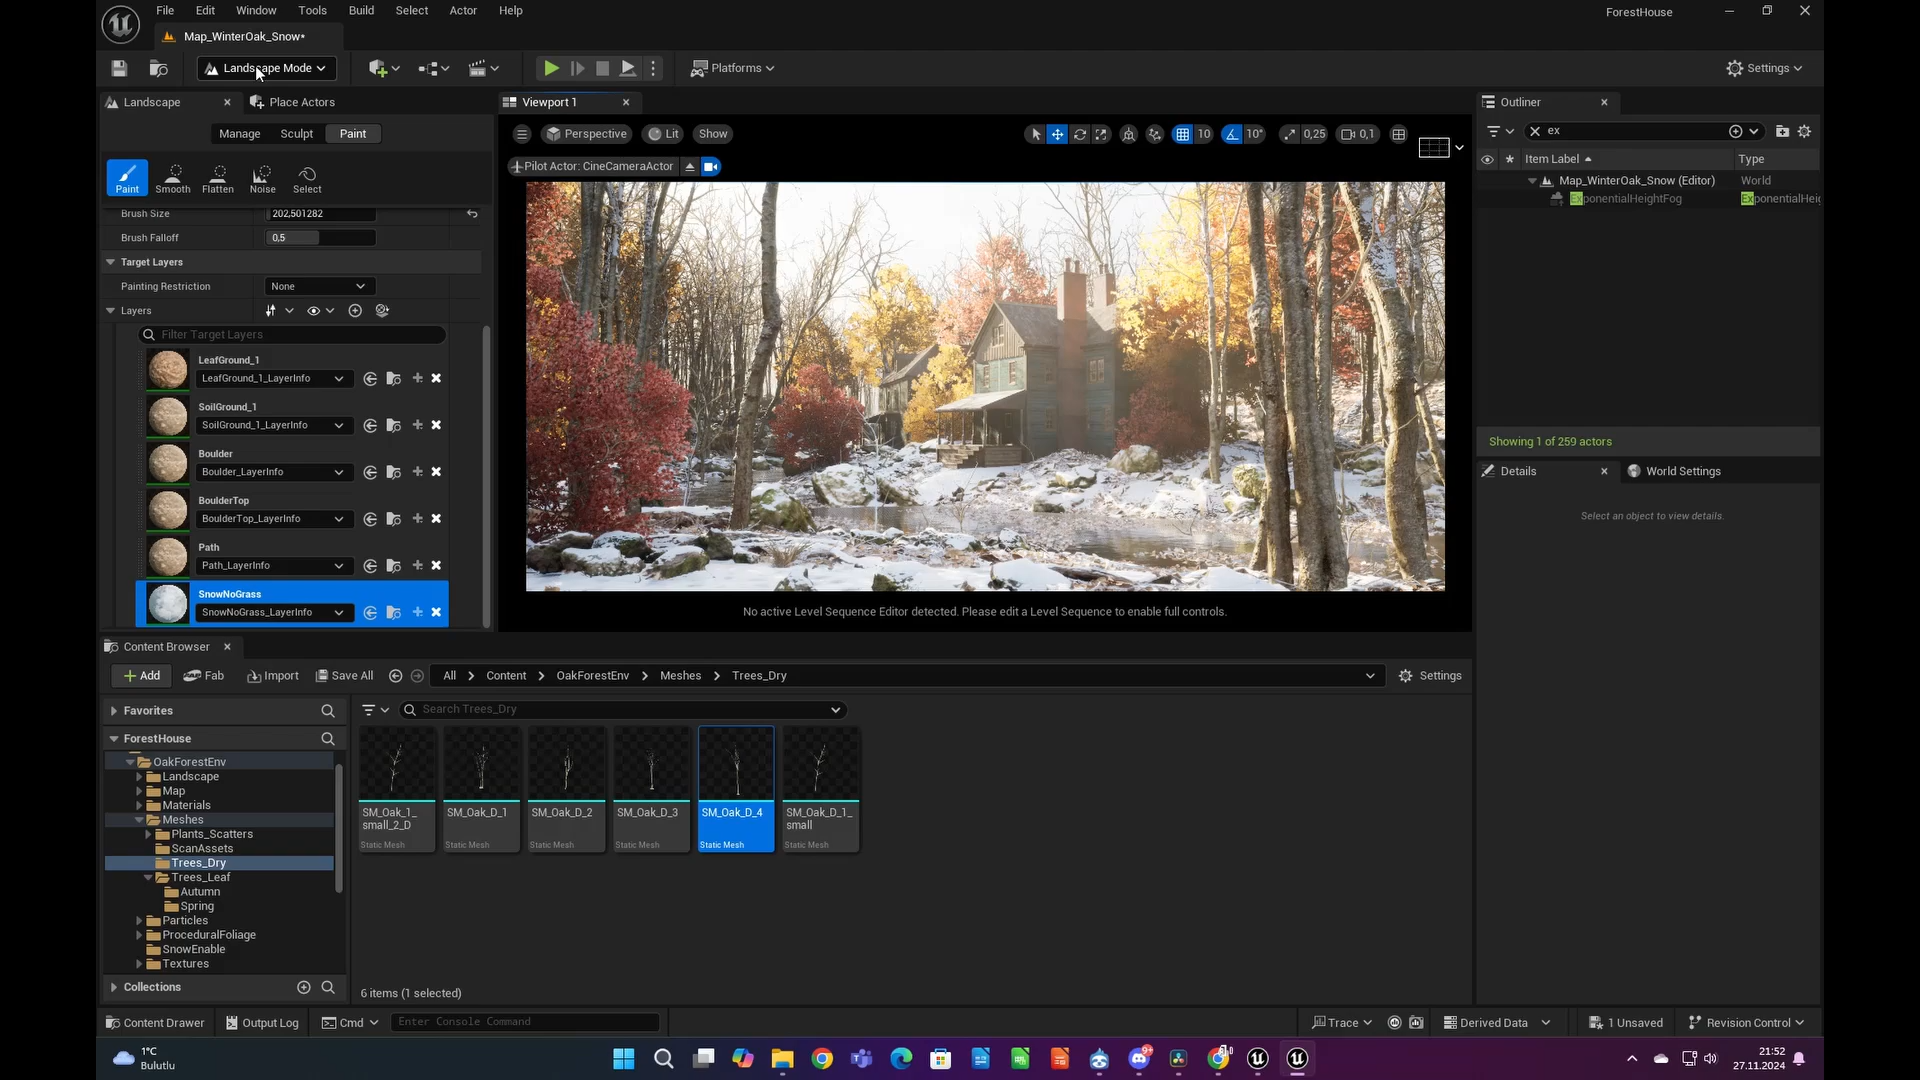 File Edit Window Tools Build Select Actor Help
ForestHouse
Map_WinterOak_Snow*
Landscape Mode
Platforms
Settings
Landscape
Place Actors
Manage Sculpt Paint
Paint Smooth Flatten Noise Select
Brush Size 202,501282
Brush Falloff 0,5
Target Layers
Painting Restriction None
Layers
Filter Target Layers
LeafGround_1
LeafGround_1_LayerInfo
SoilGround_1
SoilGround_1_LayerInfo
Boulder
Boulder_LayerInfo
BoulderTop
BoulderTop_LayerInfo
Path
Path_LayerInfo
SnowNoGrass
SnowNoGrass_LayerInfo
Viewport 1
Perspective Lit Show
10 10° 0,25 0,1
Pilot Actor: CineCameraActor
No active Level Sequence Editor detected. Please edit a Level Sequence to enable full controls.
Outliner
ex
Item Label Type
Map_WinterOak_Snow (Editor) World
ExponentialHeightFog ExponentialHei
Showing 1 of 259 actors
Details World Settings
Select an object to view details.
Content Browser
Add Fab Import Save All
All Content OakForestEnv Meshes Trees_Dry
Settings
Favorites
ForestHouse
OakForestEnv
Landscape
Map
Materials
Meshes
Plants_Scatters
ScanAssets
Trees_Dry
Trees_Leaf
Autumn
Spring
Particles
ProceduralFoliage
SnowEnable
Textures
Collections
Search Trees_Dry
SM_Oak_1_
small_2_D
Static Mesh
SM_Oak_D_1
Static Mesh
SM_Oak_D_2
Static Mesh
SM_Oak_D_3
Static Mesh
SM_Oak_D_4
Static Mesh
SM_Oak_D_1_
small
Static Mesh
6 items (1 selected)
Content Drawer Output Log Cmd Enter Console Command
Trace Derived Data 1 Unsaved Revision Control
1°C
Bulutlu
9+
21:52
27.11.2024